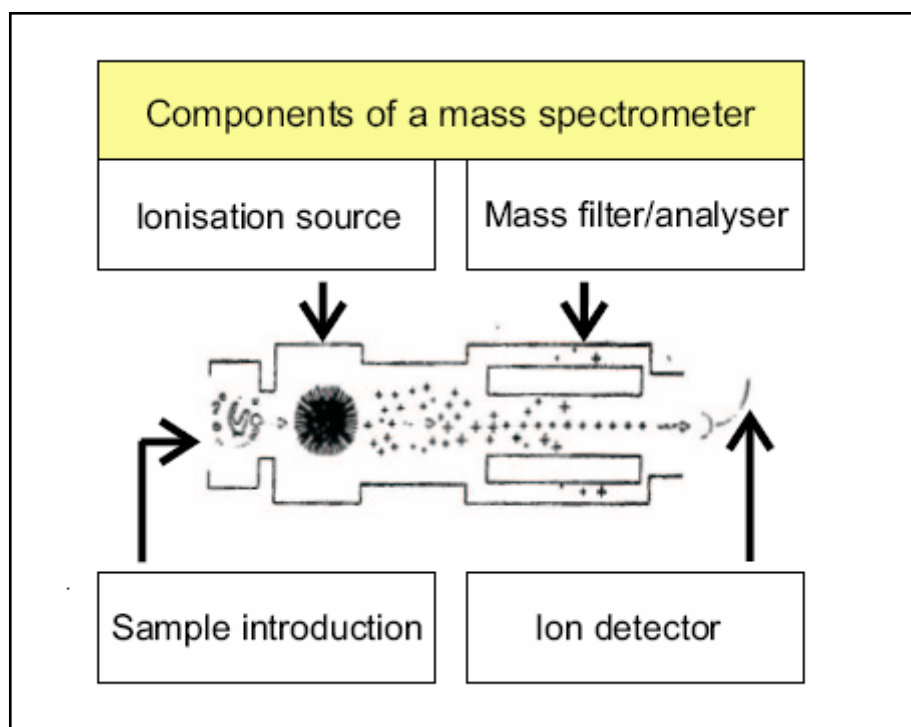 Components of a mass spectrometer
Ionisation source
Mass filter/analyser
Sample introduction
Ion detector